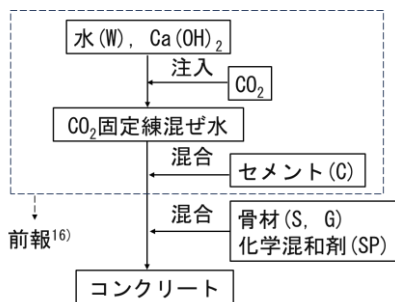 水(W), Ca(OH)₂
注入
CO₂
CO₂固定練混ぜ水
混合
セメント(C)
混合
骨材(S, G)
化学混和剤(SP)
前報¹⁶⁾
コンクリート